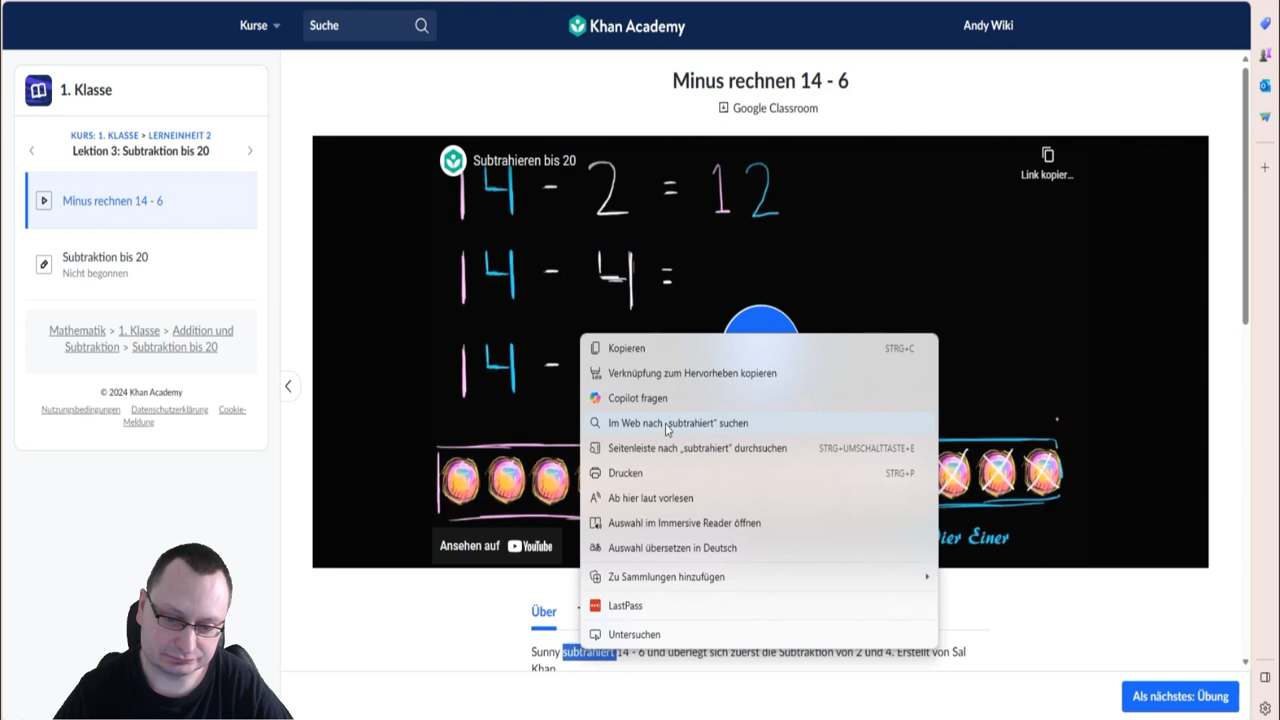 Kurse
Suche
Khan Academy
Andy Wiki
1. Klasse
KURS: 1. KLASSE > LERNEINHEIT 2
Lektion 3: Subtraktion bis 20
Minus rechnen 14 - 6
Subtraktion bis 20
Nicht begonnen
Mathematik > 1. Klasse > Addition und
Subtraktion > Subtraktion bis 20
© 2024 Khan Academy
Nutzungsbedingungen Datenschutzerklärung Cookie-
Meldung
Minus rechnen 14 - 6
Google Classroom
Subtrahieren bis 20
Link kopier...
14 - 2 = 12
14 - 4 =
14 -
Kopieren STRG+C
Verknüpfung zum Hervorheben kopieren
Copilot fragen
Im Web nach „subtrahiert" suchen
Seitenleiste nach „subtrahiert" durchsuchen STRG+UMSCHALTTASTE+E
Drucken STRG+P
Ab hier laut vorlesen
Auswahl im Immersive Reader öffnen
Auswahl übersetzen in Deutsch
Zu Sammlungen hinzufügen
LastPass
Untersuchen
Einer
Ansehen auf YouTube
Über
Sunny subtrahiert 14 - 6 und überlegt sich zuerst die Subtraktion von 2 und 4. Erstellt von Sal
Khan.
Als nächstes: Übung